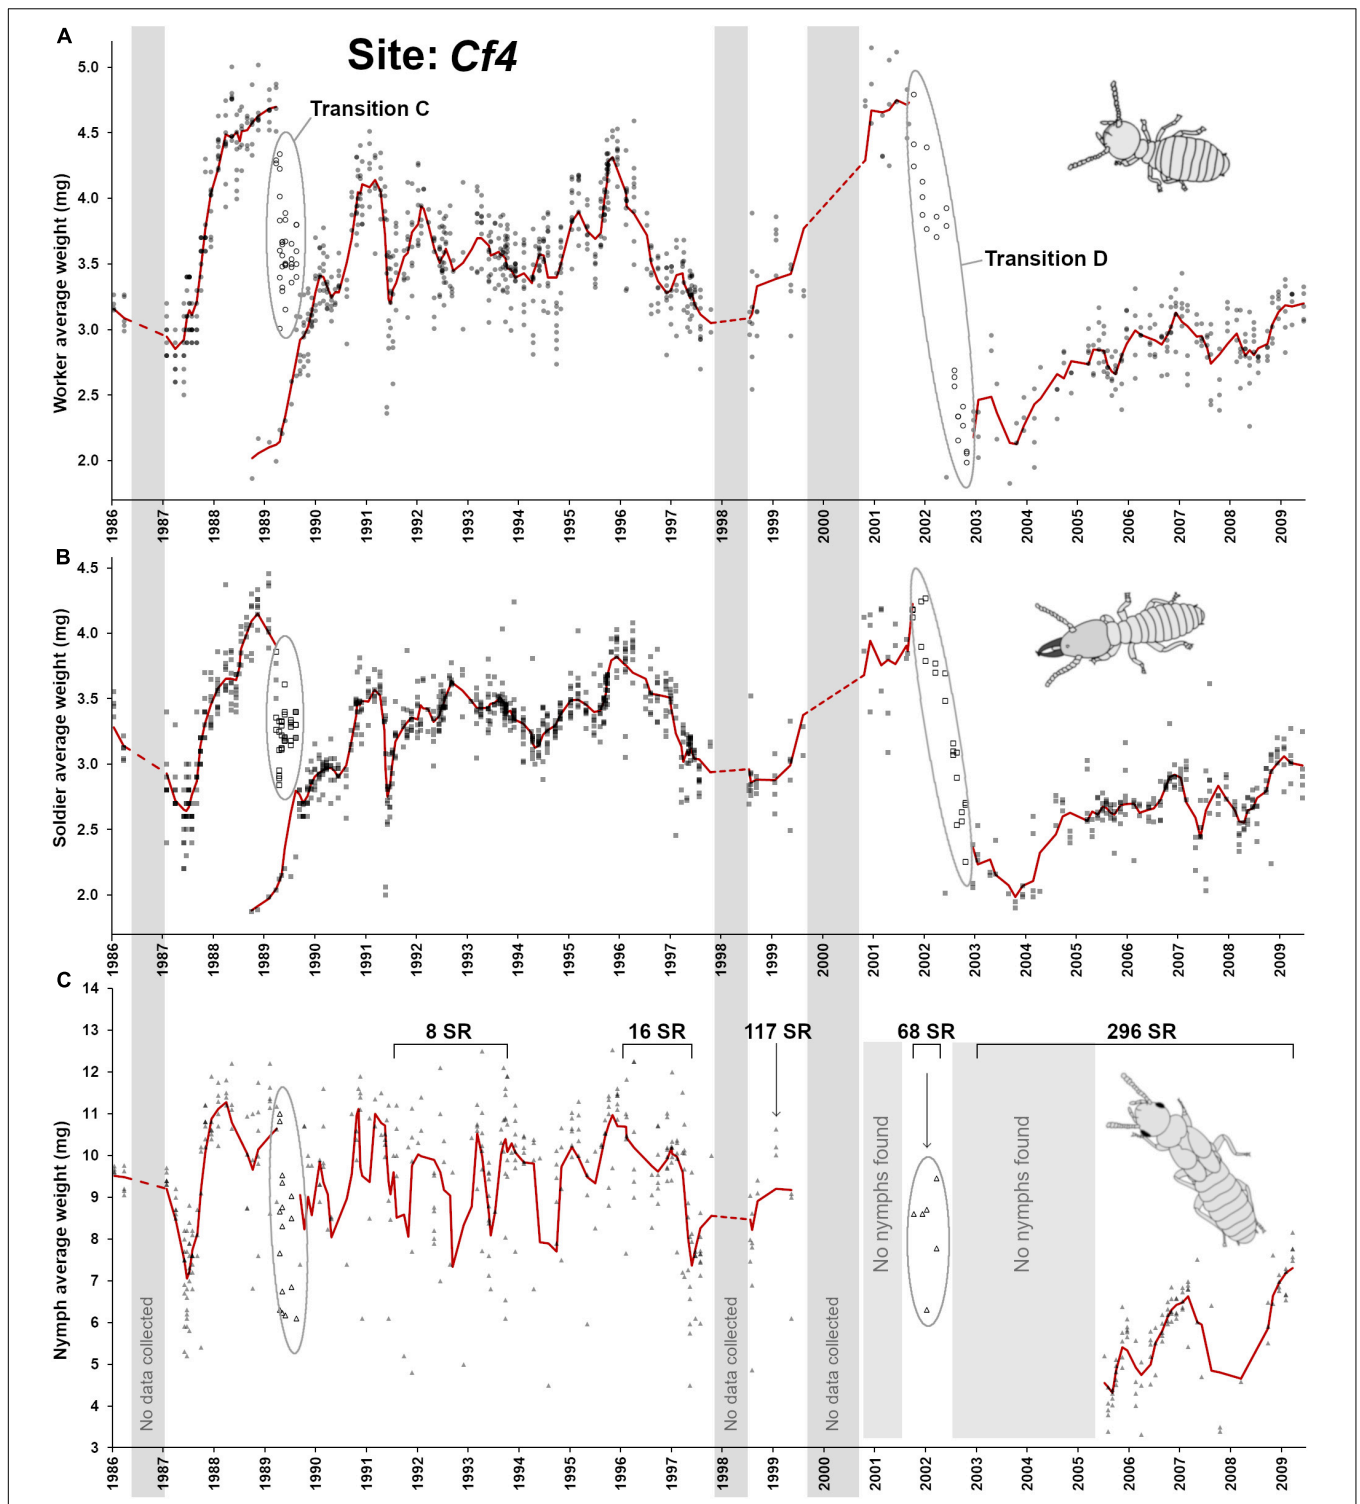 A
Site: Cf4
Transition C
Transition D
Worker average weight (mg)
5.0
4.5
4.0
3.5
3.0
2.5
2.0
1986 1987 1988 1989 1990 1991 1992 1993 1994 1995 1996 1997 1998 1999 2000 2001 2002 2003 2004 2005 2006 2007 2008 2009
B
Soldier average weight (mg)
4.5
4.0
3.5
3.0
2.5
2.0
1986 1987 1988 1989 1990 1991 1992 1993 1994 1995 1996 1997 1998 1999 2000 2001 2002 2003 2004 2005 2006 2007 2008 2009
C
Nymph average weight (mg)
14
13
12
11
10
9
8
7
6
5
4
3
8 SR
16 SR
117 SR
68 SR
296 SR
No data collected
No data collected
No data collected
No nymphs found
No nymphs found
1986 1987 1988 1989 1990 1991 1992 1993 1994 1995 1996 1997 1998 1999 2000 2001 2002 2003 2004 2005 2006 2007 2008 2009